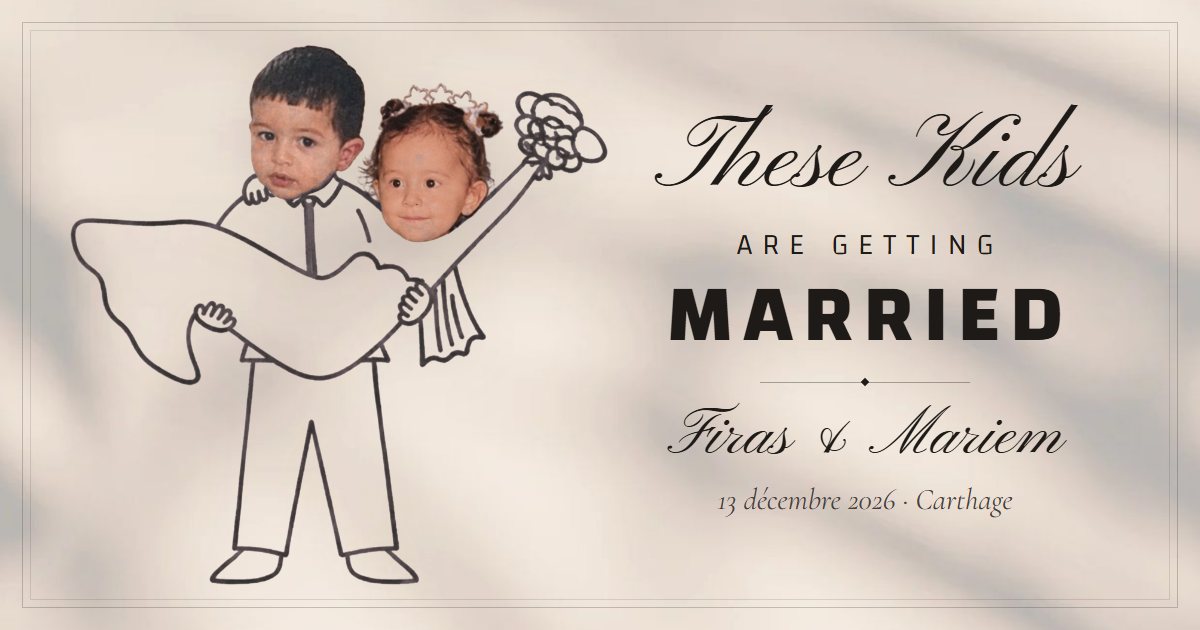 These Kids
ARE GETTING
MARRIED
Firas & Mariem
13 décembre 2026 · Carthage